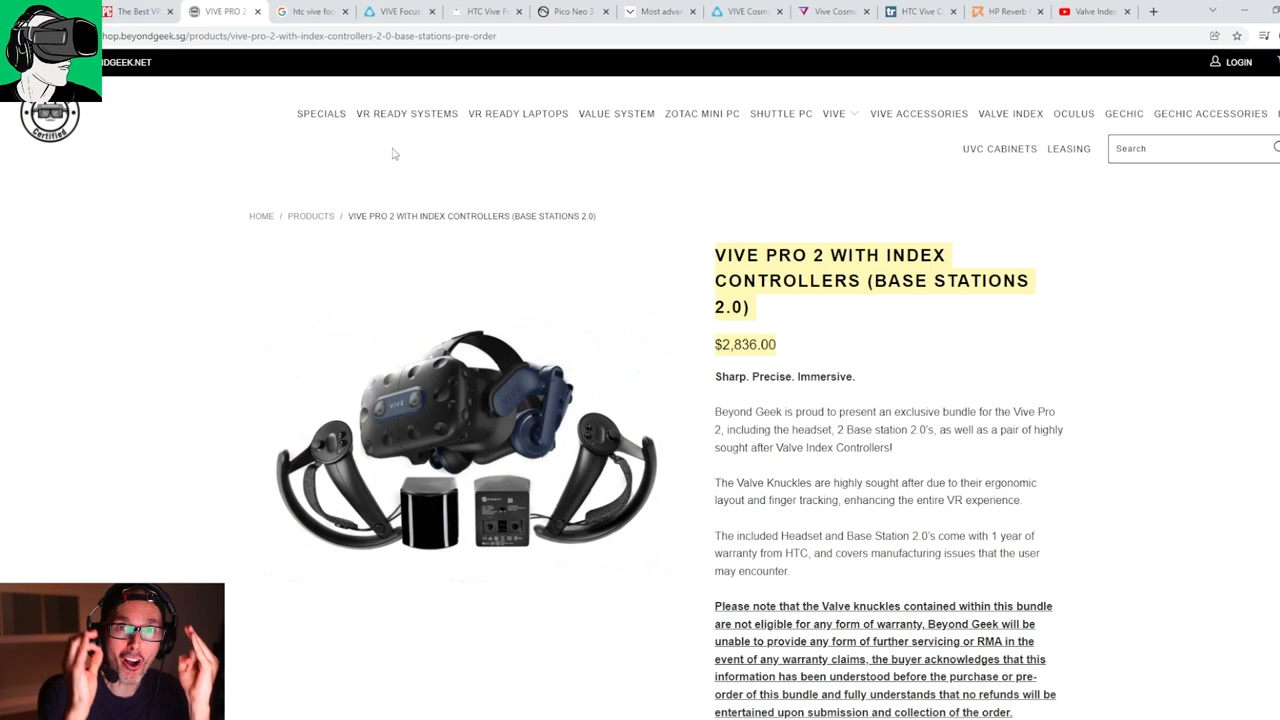 The Best VR
VIVE PRO 2
htc vive foc
VIVE Focus
HTC Vive Fo
Pico Neo 3
Most advan
VIVE Cosmo
Vive Cosmo
HTC Vive Co
HP Reverb
Valve Index
hop.beyondgeek.sg/products/vive-pro-2-with-index-controllers-2-0-base-stations-pre-order
NDGEEK.NET
LOGIN
Certified
SPECIALS VR READY SYSTEMS VR READY LAPTOPS VALUE SYSTEM ZOTAC MINI PC SHUTTLE PC VIVE VIVE ACCESSORIES VALVE INDEX OCULUS GECHIC GECHIC ACCESSORIES
UVC CABINETS LEASING
Search
HOME / PRODUCTS / VIVE PRO 2 WITH INDEX CONTROLLERS (BASE STATIONS 2.0)
VIVE PRO 2 WITH INDEX
CONTROLLERS (BASE STATIONS
2.0)
$2,836.00
Sharp. Precise. Immersive.
Beyond Geek is proud to present an exclusive bundle for the Vive Pro
2, including the headset, 2 Base station 2.0's, as well as a pair of highly
sought after Valve Index Controllers!
The Valve Knuckles are highly sought after due to their ergonomic
layout and finger tracking, enhancing the entire VR experience.
The included Headset and Base Station 2.0's come with 1 year of
warranty from HTC, and covers manufacturing issues that the user
may encounter.
Please note that the Valve knuckles contained within this bundle
are not eligible for any form of warranty, Beyond Geek will be
unable to provide any form of further servicing or RMA in the
event of any warranty claims, the buyer acknowledges that this
information has been understood before the purchase or pre-
order of this bundle and fully understands that no refunds will be
entertained upon submission and collection of the order.
VIVE
VIVE